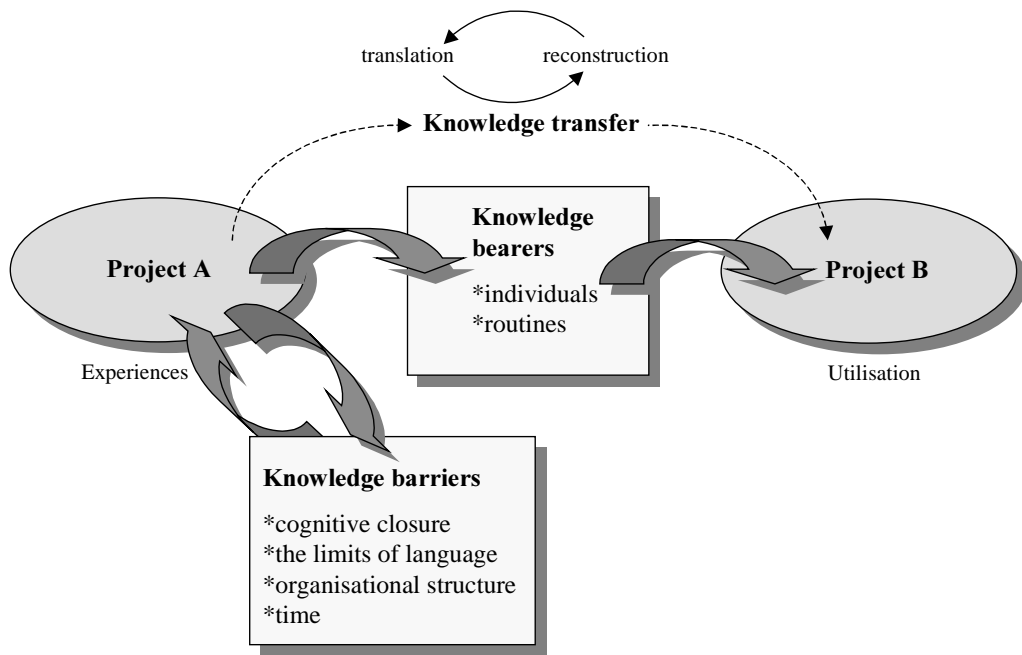 translation
reconstruction
Knowledge transfer
Knowledge
bearers
*individuals
*routines
Project A
Project B
Experiences
Utilisation
Knowledge barriers
*cognitive closure
*the limits of language
*organisational structure
*time